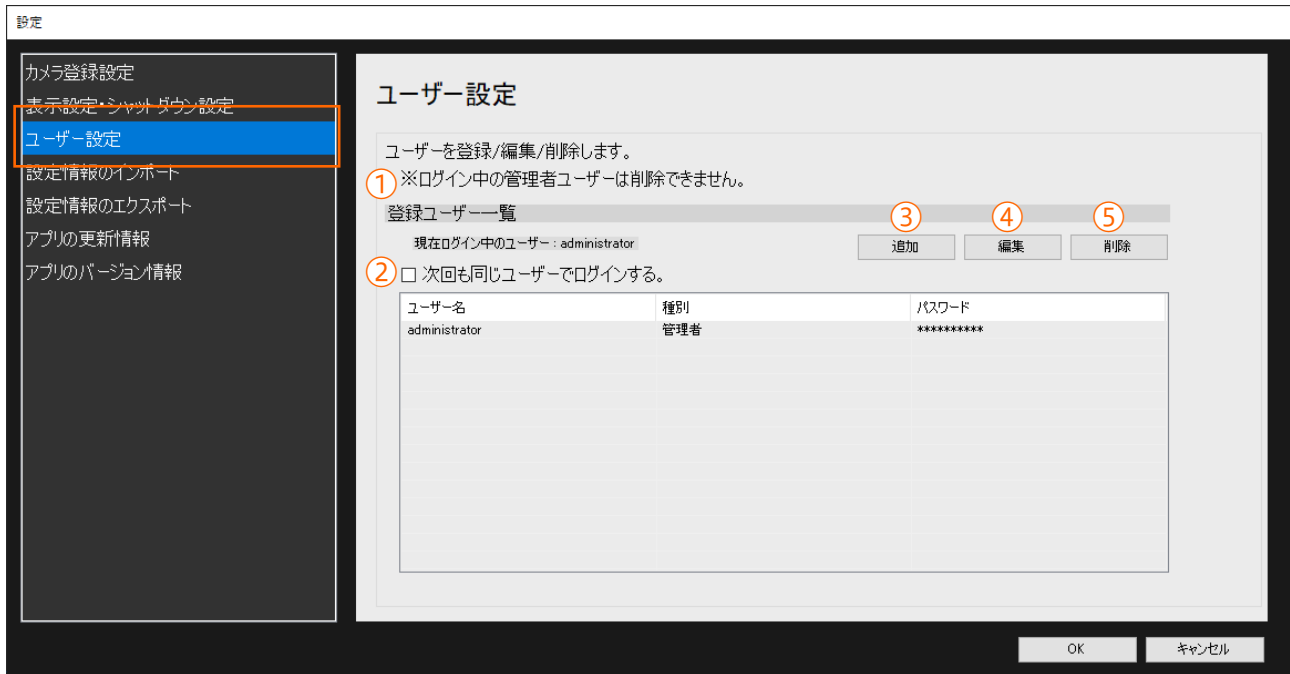 設定
カメラ登録設定
表示設定・シャットダウン設定
ユーザー設定
設定情報のインポート
設定情報のエクスポート
アプリの更新情報
アプリのバージョン情報
ユーザー設定
ユーザーを登録/編集/削除します。
① ※ログイン中の管理者ユーザーは削除できません。
登録ユーザー一覧 ③ ④ ⑤
現在ログイン中のユーザー : administrator 追加 編集 削除
② 次回も同じユーザーでログインする。
ユーザー名 種別 パスワード
administrator 管理者 **********
OK キャンセル